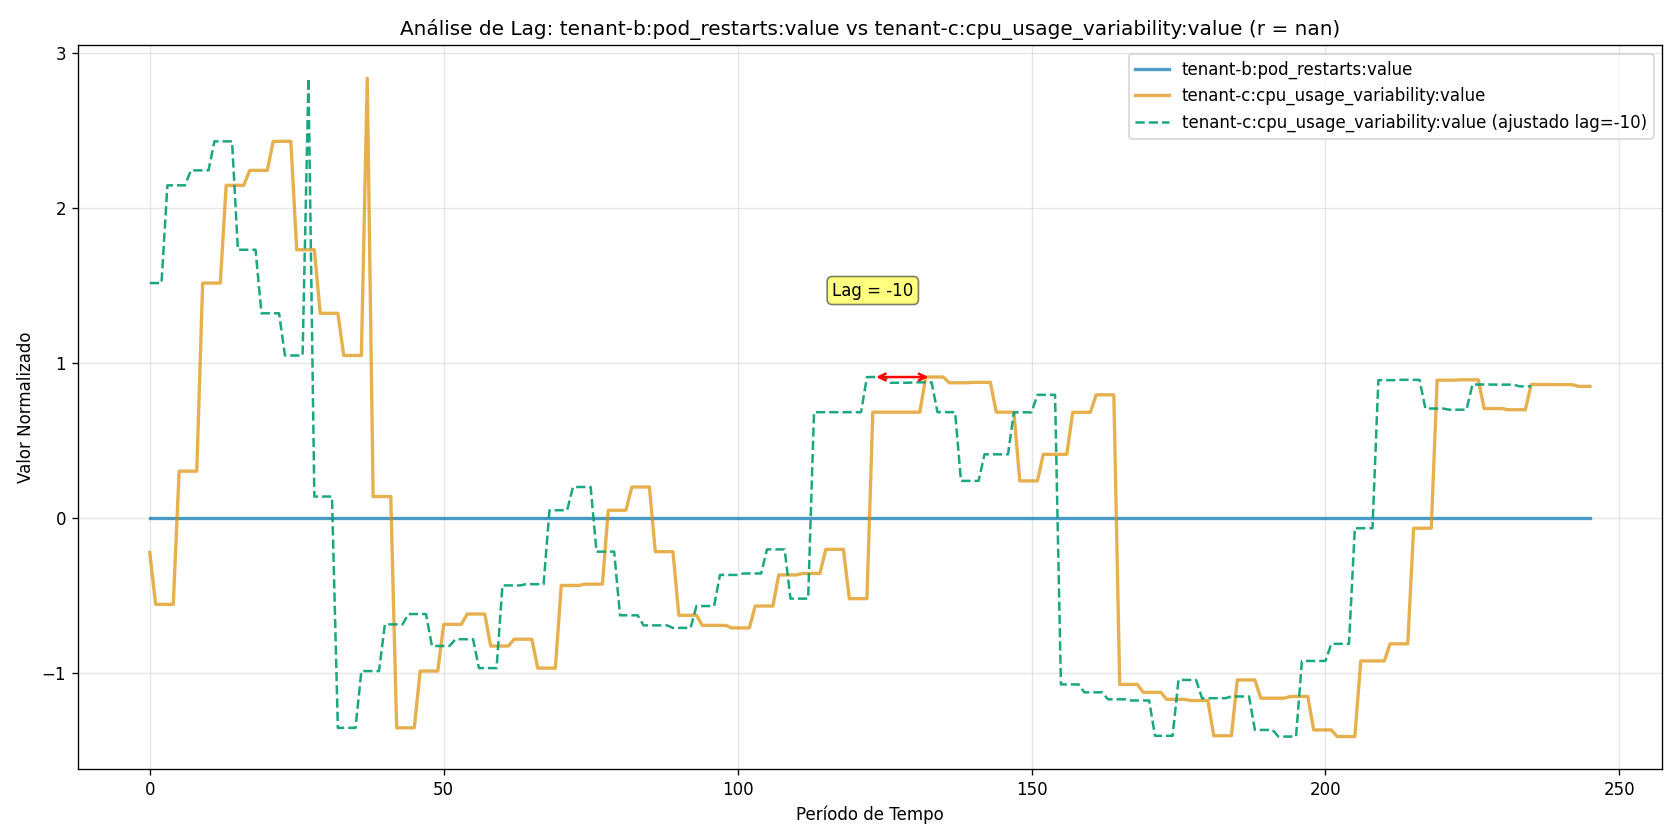 Análise de Lag: tenant-b:pod_restarts:value vs tenant-c:cpu_usage_variability:value (r = nan)
tenant-b:pod_restarts:value
tenant-c:cpu_usage_variability:value
tenant-c:cpu_usage_variability:value (ajustado lag=-10)
Lag = -10
Valor Normalizado
3
2
1
0
−1
0
50
100
150
200
250
Período de Tempo